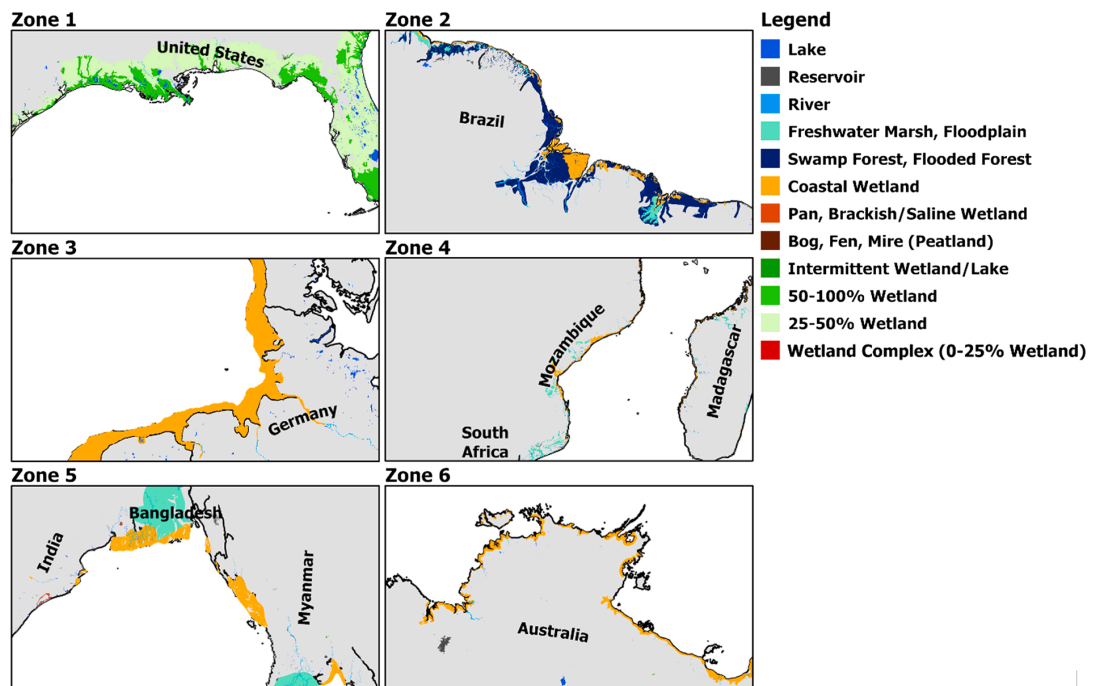 Zone 1
United States
Zone 2
Brazil
Zone 3
Germany
Zone 4
Mozambique
Madagascar
South
Africa
Zone 5
Bangladesh
India
Myanmar
Zone 6
Australia
Legend
Lake
Reservoir
River
Freshwater Marsh, Floodplain
Swamp Forest, Flooded Forest
Coastal Wetland
Pan, Brackish/Saline Wetland
Bog, Fen, Mire (Peatland)
Intermittent Wetland/Lake
50-100% Wetland
25-50% Wetland
Wetland Complex (0-25% Wetland)